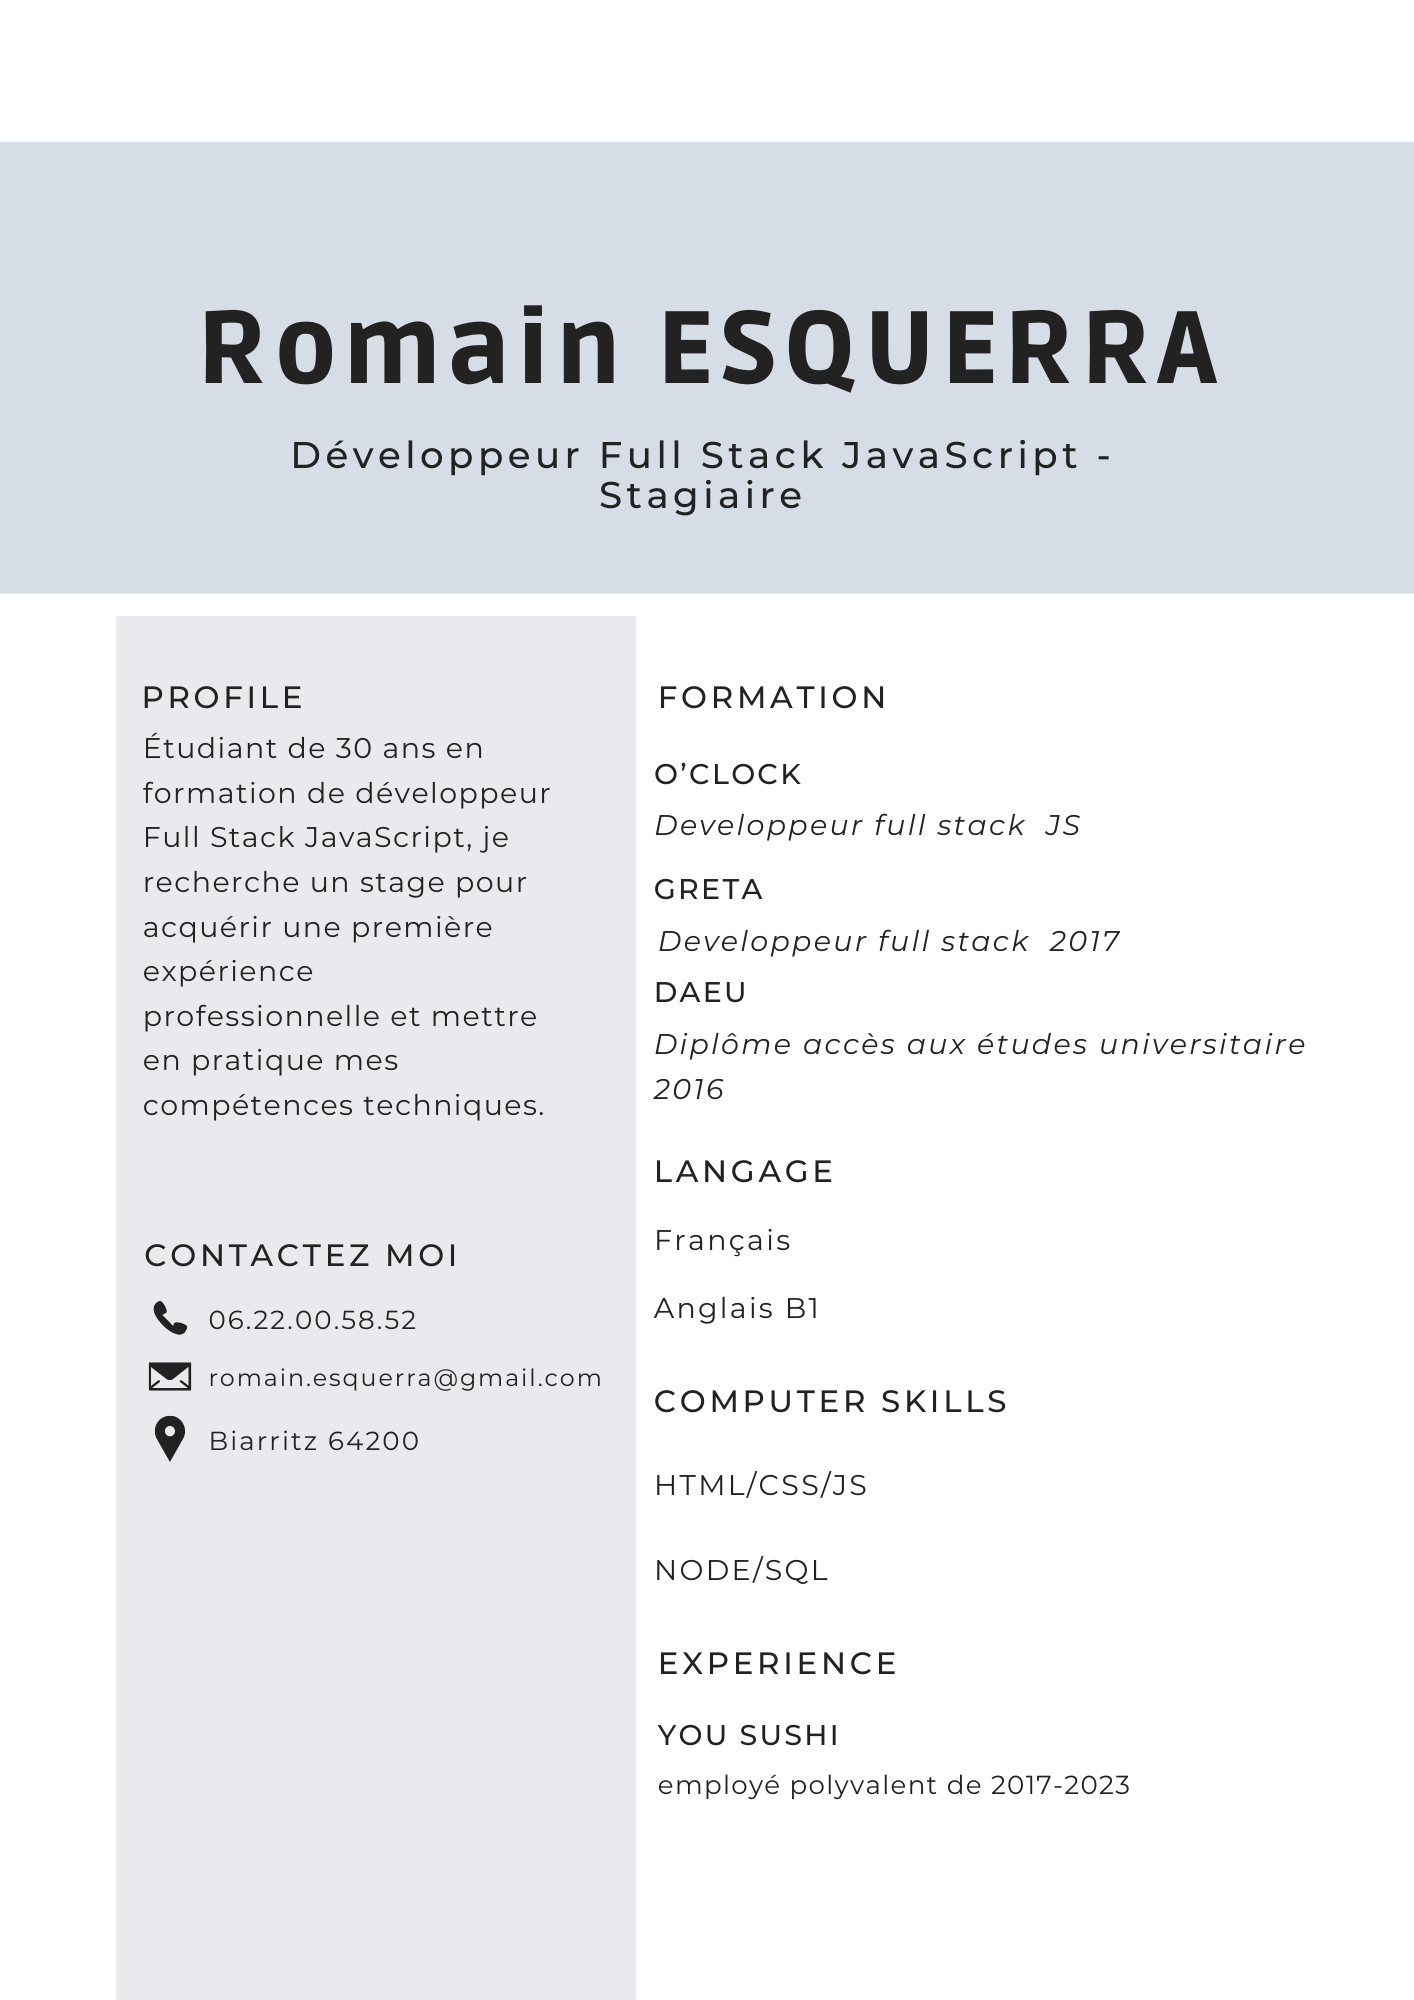 Romain ESQUERRA
Développeur Full Stack JavaScript -
Stagiaire
PROFILE
Étudiant de 30 ans en
formation de développeur
Full Stack JavaScript, je
recherche un stage pour
acquérir une première
expérience
professionnelle et mettre
en pratique mes
compétences techniques.
CONTACTEZ MOI
06.22.00.58.52
romain.esquerra@gmail.com
Biarritz 64200
FORMATION
O’CLOCK
Developpeur full stack  JS
GRETA
Developpeur full stack  2017
DAEU
Diplôme accès aux études universitaire
2016
LANGAGE
Français
Anglais B1
COMPUTER SKILLS
HTML/CSS/JS
NODE/SQL
EXPERIENCE
YOU SUSHI
employé polyvalent de 2017-2023